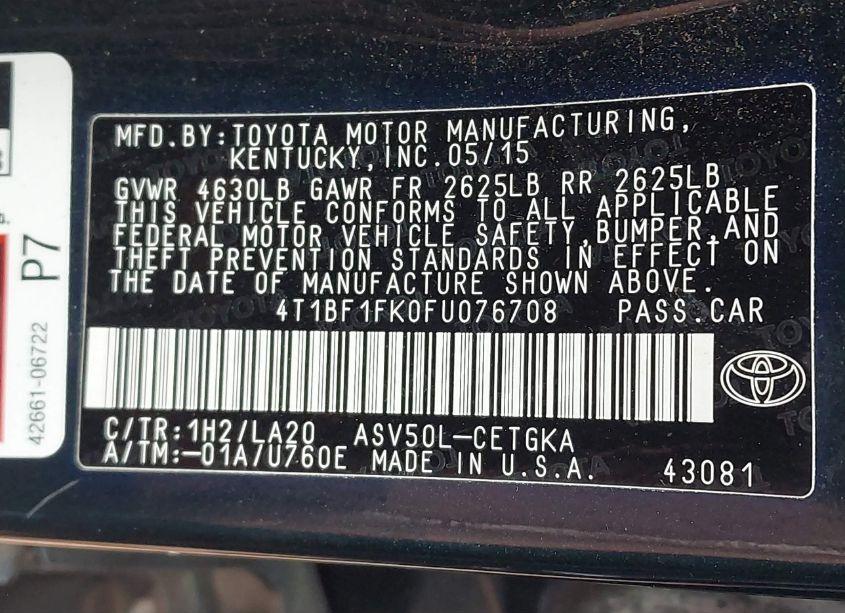 MFD.BY:TOYOTA MOTOR MANUFACTURING,
KENTUCKY,INC.05/15
GVWR 4630LB GAWR FR 2625LB RR 2625LB
THIS VEHICLE CONFORMS TO ALL APPLICABLE
FEDERAL MOTOR VEHICLE SAFETY,BUMPER,AND
THEFT PREVENTION STANDARDS IN EFFECT ON
THE DATE OF MANUFACTURE SHOWN ABOVE.
4T1BF1FK0FU076708 PASS.CAR
C/TR:1H2/LA20 ASV50L-CETGKA
A/TM:-01A/U760E MADE IN U.S.A. 43081
P7
42661-06722